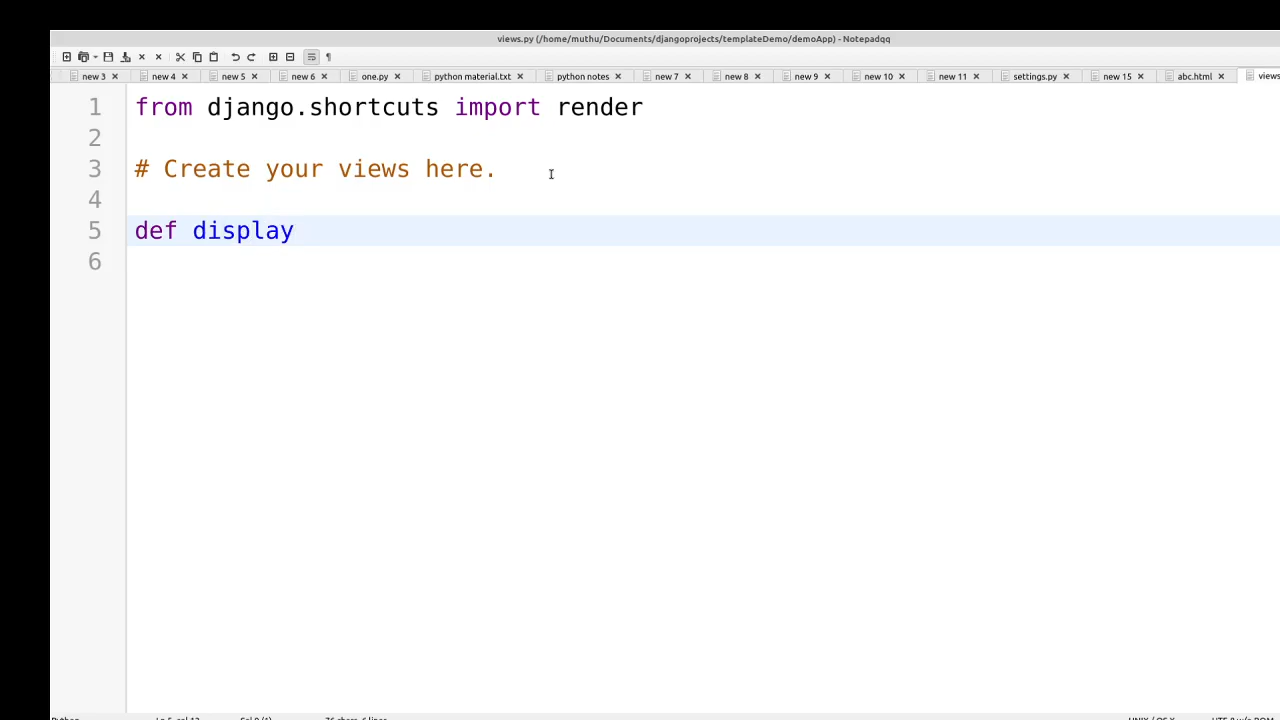 views.py (/home/muthu/Documents/djangoprojects/templateDemo/demoApp) - Notepadqq
new 3 new 4 new 5 new 6 one.py python material.txt python notes new 7 new 8 new 9 new 10 new 11 settings.py new 15 abc.html views
1 from django.shortcuts import render
2
3 # Create your views here.
4
5 def display
6